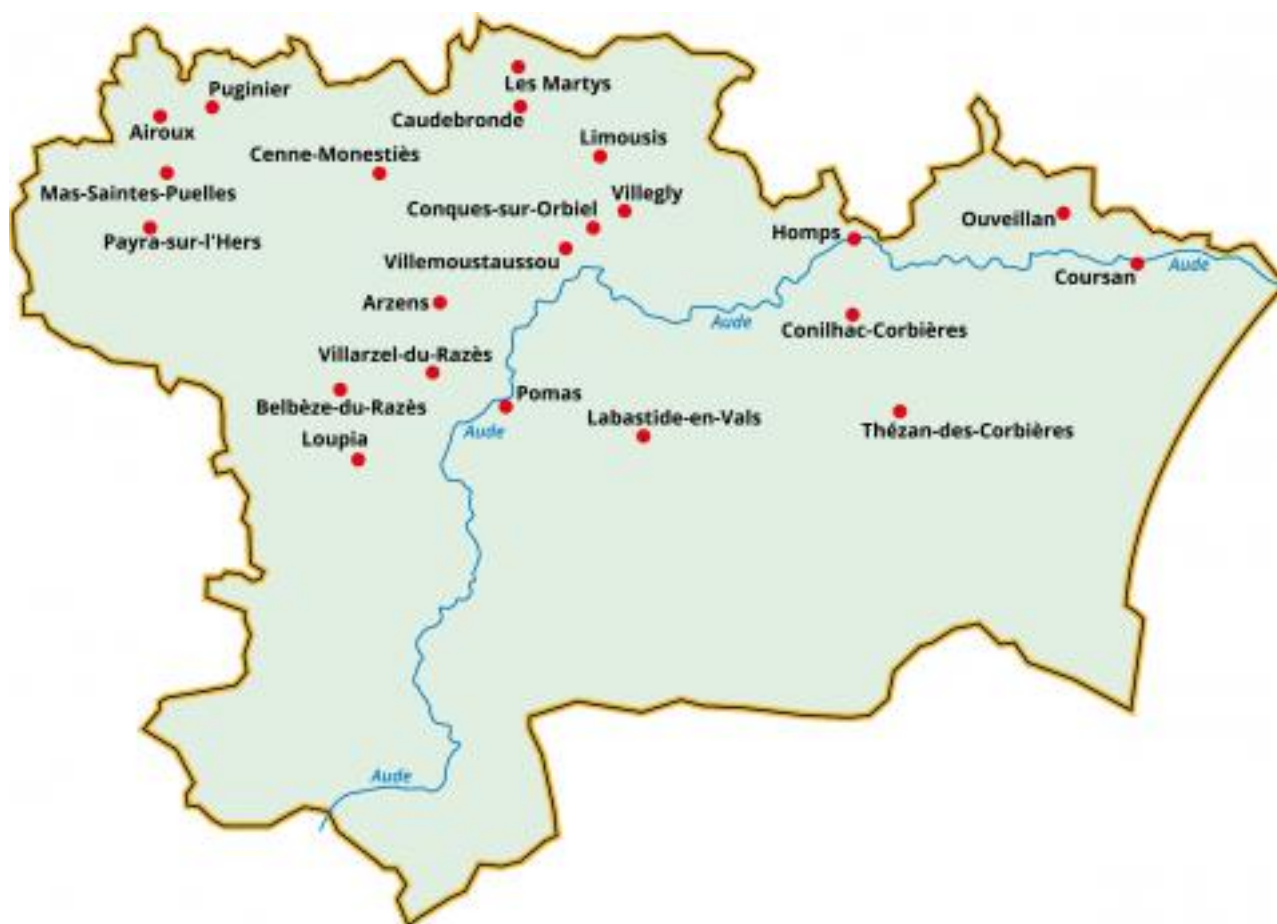 Les Martys
Puginier
Caudebronde
Airoux
Limousis
Cenne-Monestiès
Mas-Saintes-Puelles
Villegly
Conques-sur-Orbiel
Ouveillan
Homps
Payra-sur-l'Hers
Villemoustaussou
Aude
Coursan
Arzens
Aude
Conilhac-Corbières
Villarzel-du-Razès
Pomas
Belbèze-du-Razès
Labastide-en-Vals
Aude
Thézan-des-Corbières
Loupia
Aude